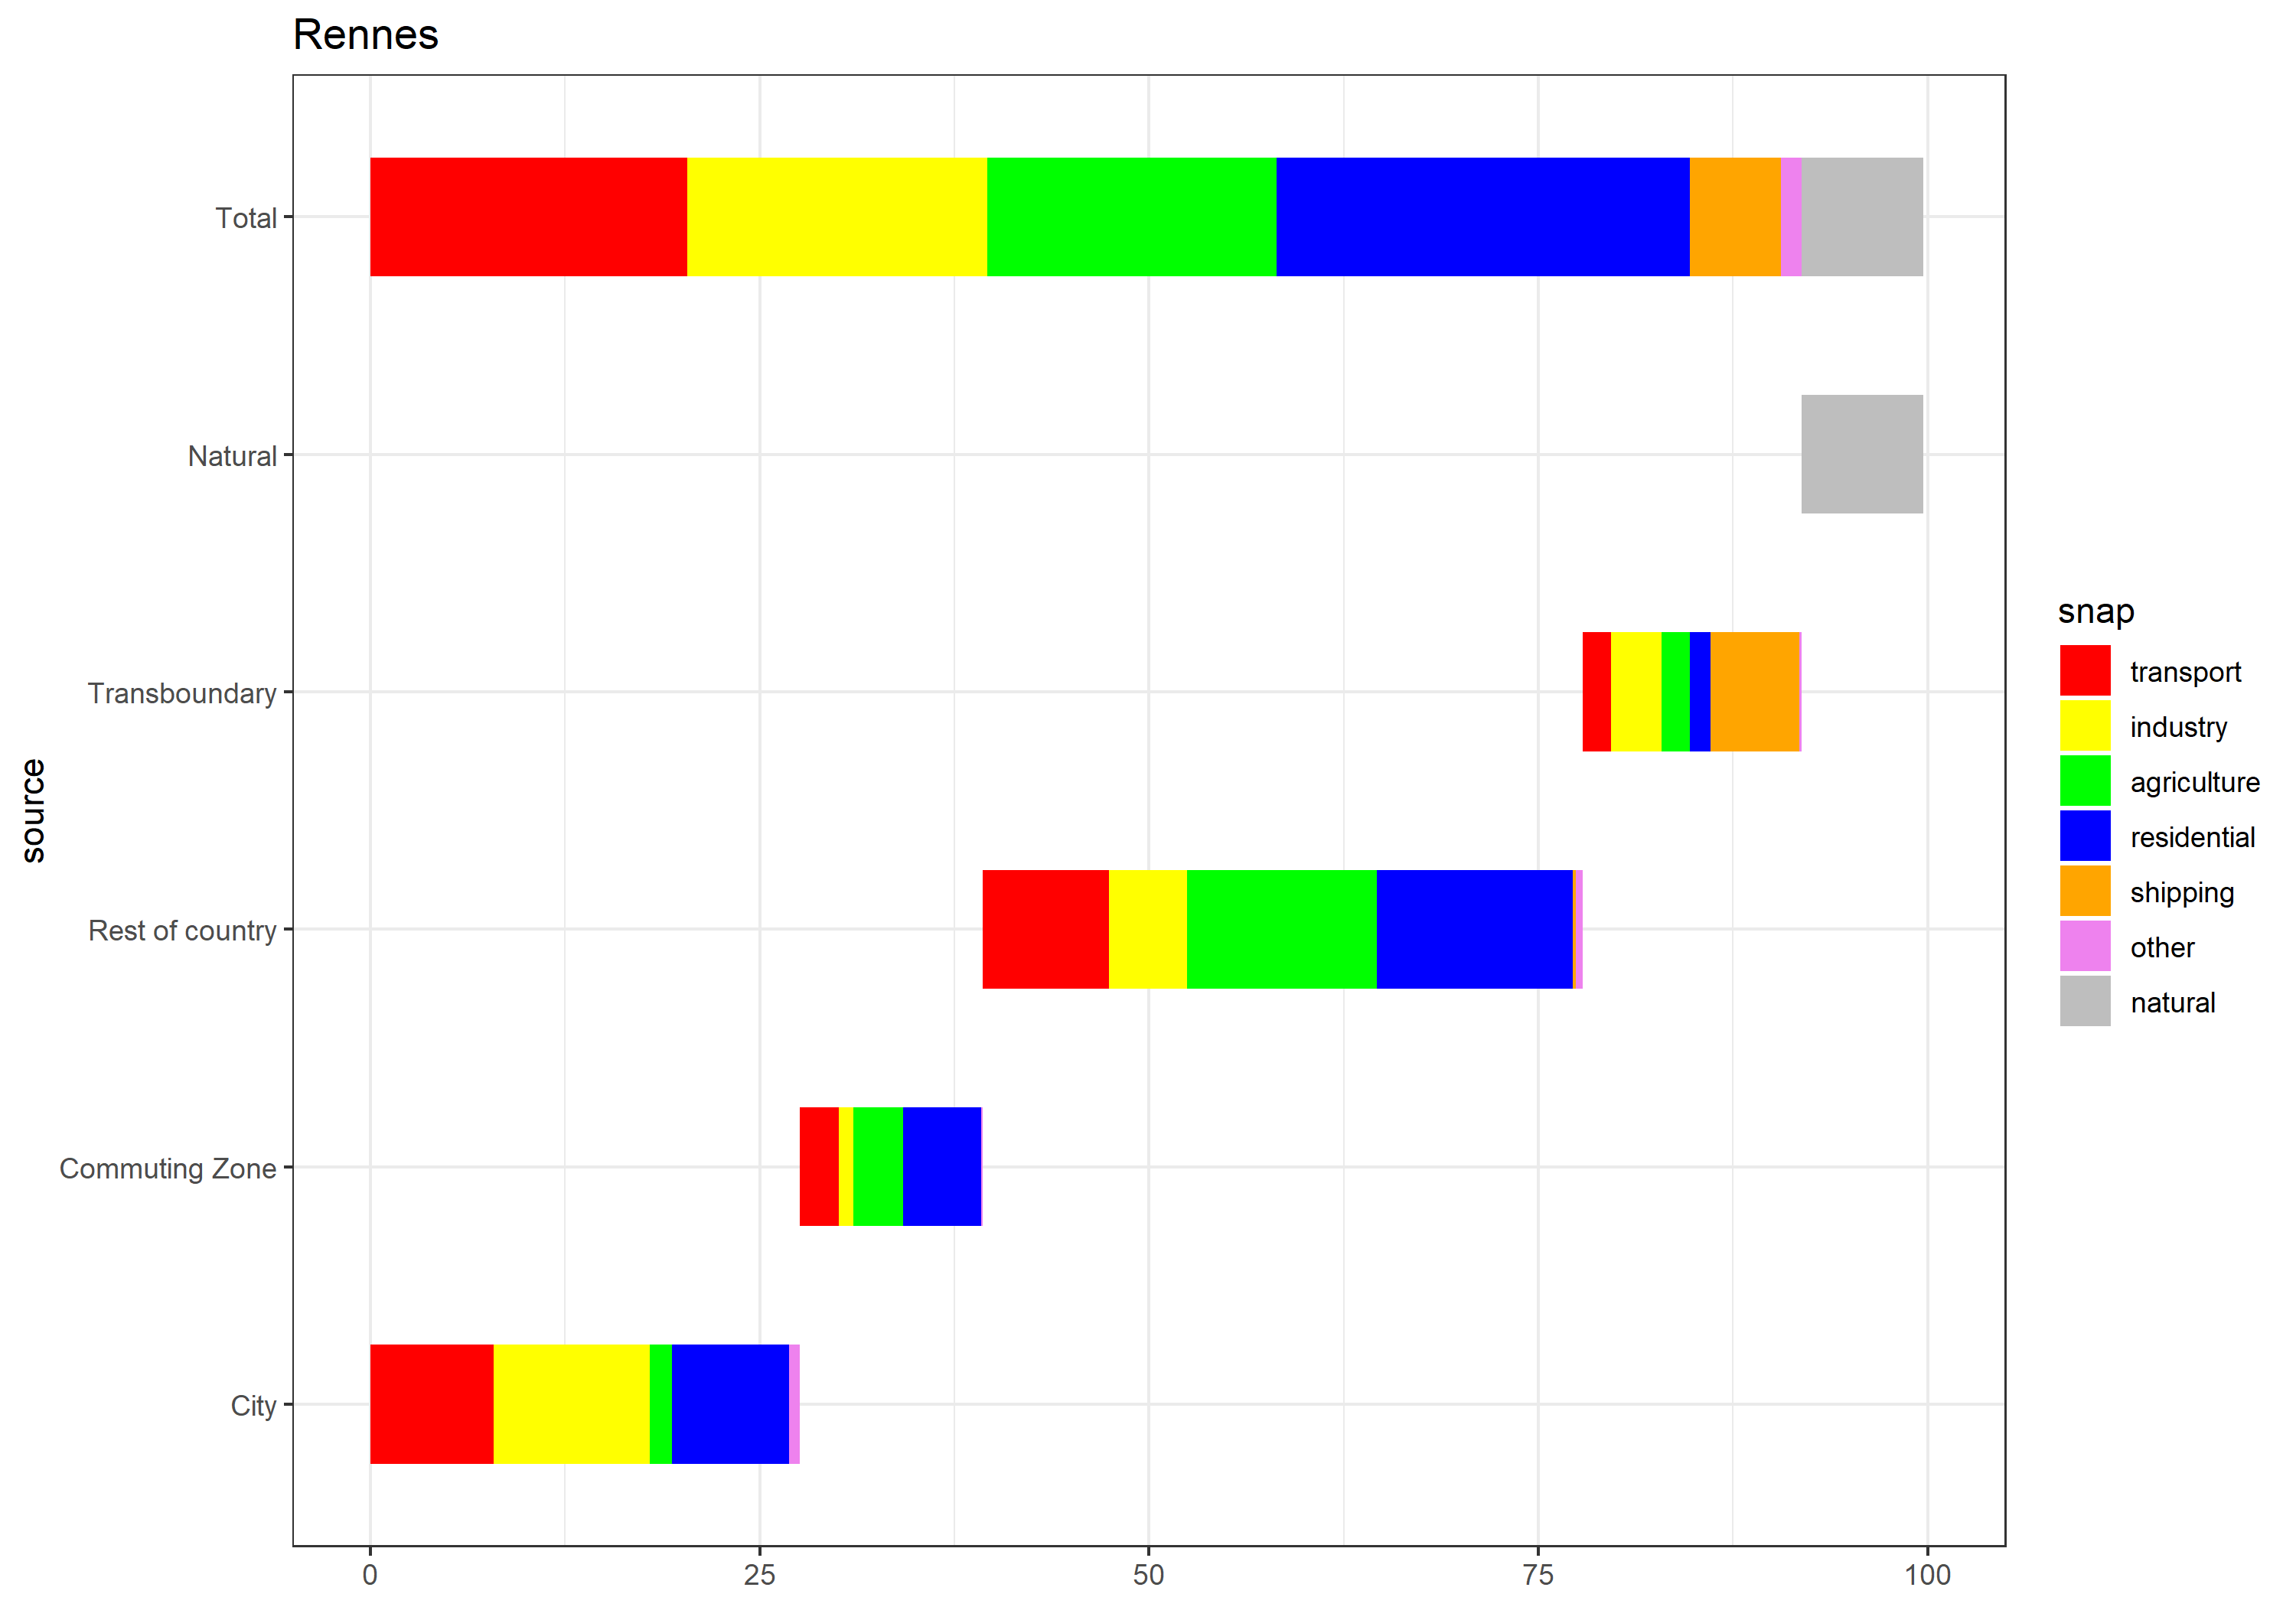 Rennes
Total
Natural
Transboundary
Rest of country
Commuting Zone
City
source
0 25 50 75 100
snap
transport
industry
agriculture
residential
shipping
other
natural